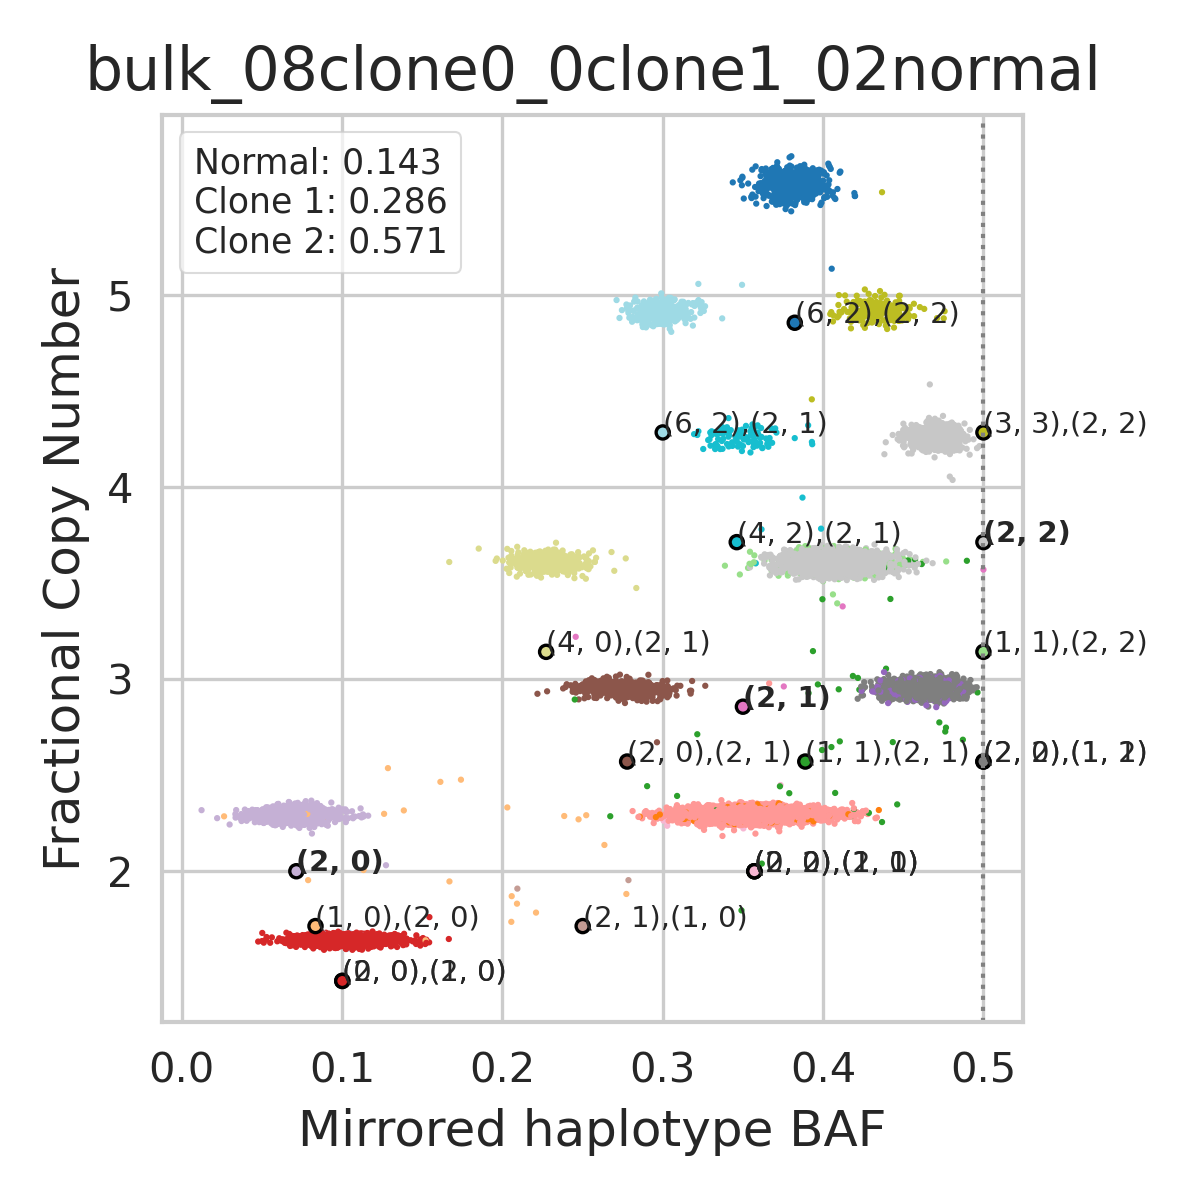 bulk_08clone0_0clone1_02normal
Normal: 0.143
Clone 1: 0.286
Clone 2: 0.571
Fractional Copy Number
5
4
3
2
(6, 2),(2, 2)
(6, 2),(2, 1)
(3, 3),(2, 2)
(4, 2),(2, 1)
(2, 2)
(4, 0),(2, 1)
(1, 1),(2, 2)
(2, 1)
(2, 0),(2, 1)
(1, 1),(2, 1)
(2, 0)
(1, 0),(2, 0)
(2, 1),(1, 0)
0.0
0.1
0.2
0.3
0.4
0.5
Mirrored haplotype BAF